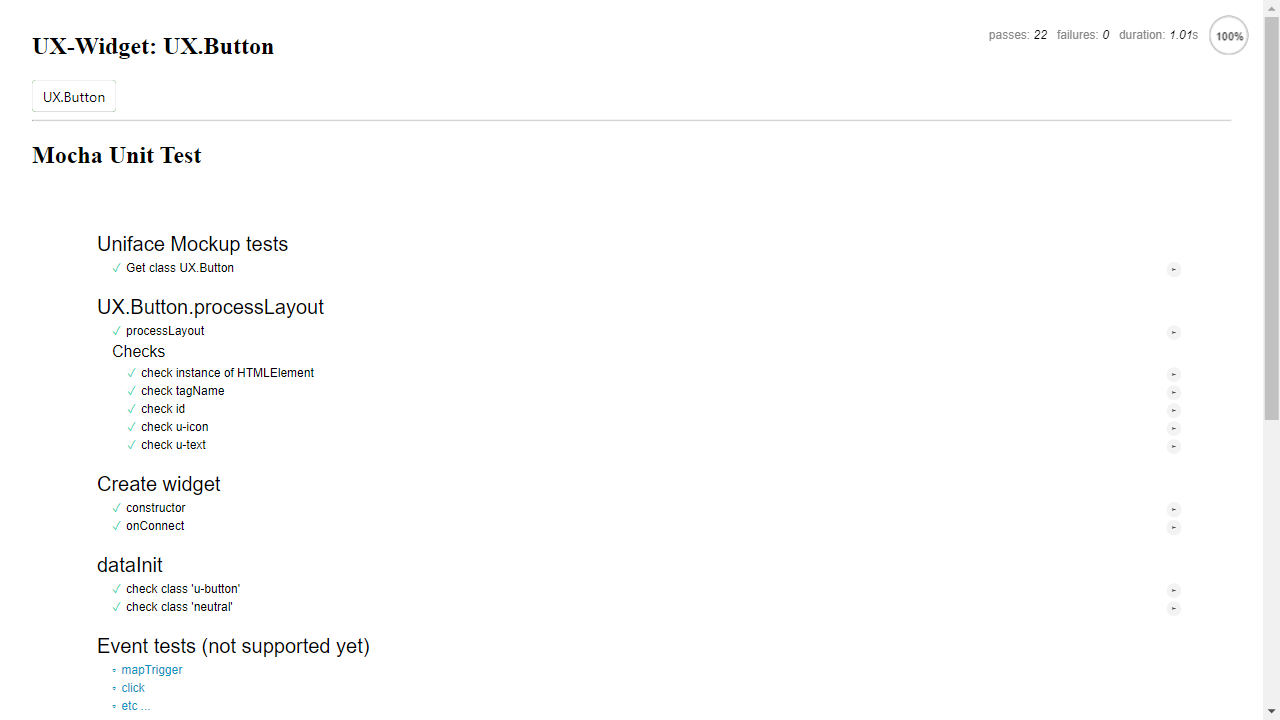 UX-Widget: UX.Button
passes: 22 failures: 0 duration: 1.01s 100%
UX.Button
Mocha Unit Test
Uniface Mockup tests
✓ Get class UX.Button
UX.Button.processLayout
✓ processLayout
Checks
✓ check instance of HTMLElement
✓ check tagName
✓ check id
✓ check u-icon
✓ check u-text
Create widget
✓ constructor
✓ onConnect
dataInit
✓ check class 'u-button'
✓ check class 'neutral'
Event tests (not supported yet)
mapTrigger
click
etc ...